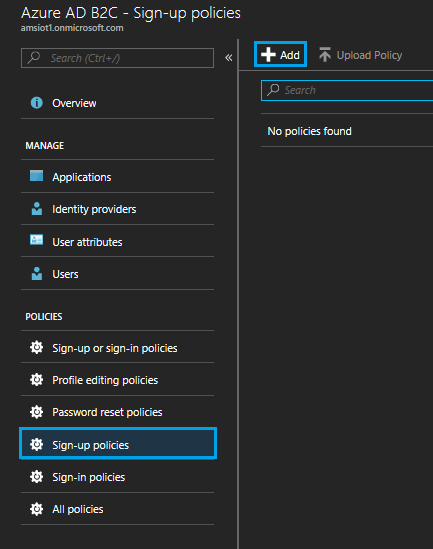 Azure AD B2C - Sign-up policies
amsiot1.onmicrosoft.com
Search (Ctrl+/)
«
Add
Upload Policy
Search
No policies found
Overview
MANAGE
Applications
Identity providers
User attributes
Users
POLICIES
Sign-up or sign-in policies
Profile editing policies
Password reset policies
Sign-up policies
Sign-in policies
All policies